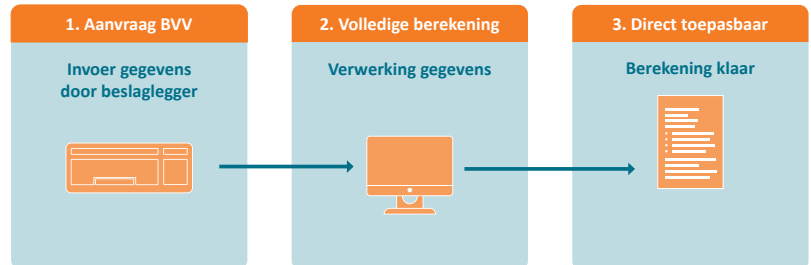 1. Aanvraag BVV
Invoer gegevens
door beslaglegger
2. Volledige berekening
Verwerking gegevens
3. Direct toepasbaar
Berekening klaar